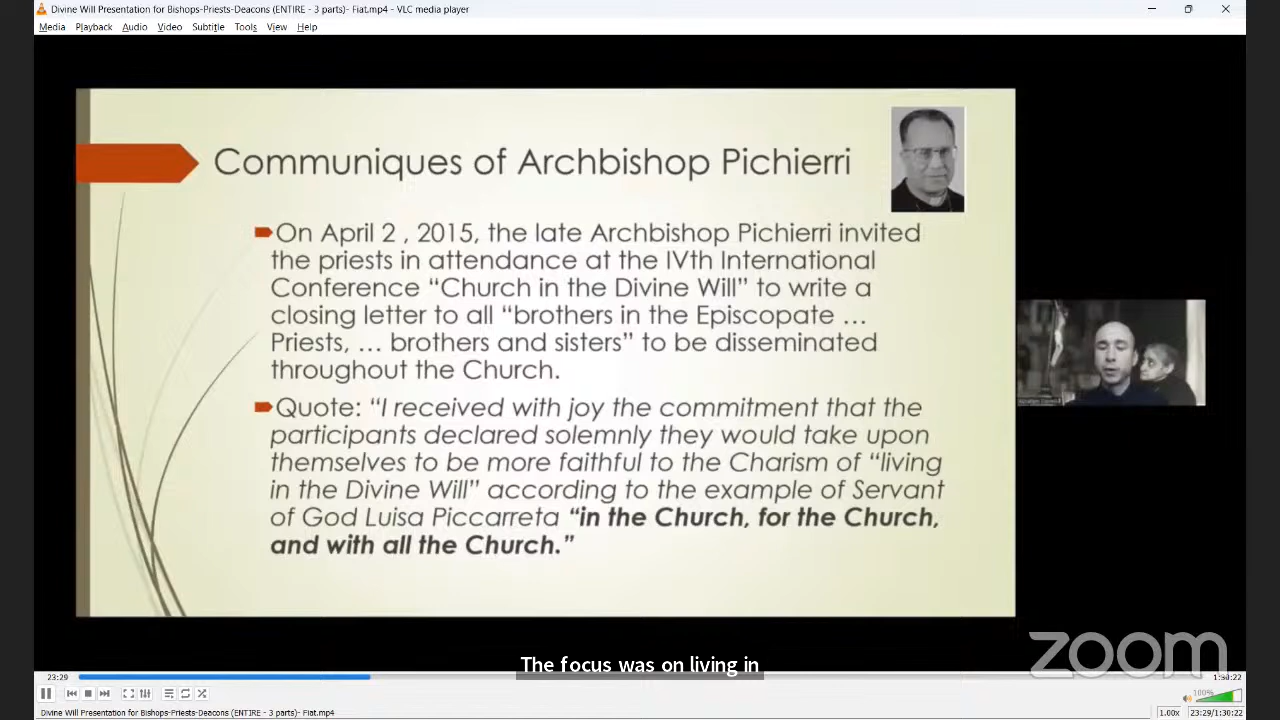 Divine Will Presentation for Bishops-Priests-Deacons (ENTIRE - 3 parts)- Fiat.mp4 - VLC media player
Media Playback Audio Video Subtitle Tools View Help
Communiques of Archbishop Pichierri
On April 2 , 2015, the late Archbishop Pichierri invited
the priests in attendance at the IVth International
Conference “Church in the Divine Will” to write a
closing letter to all “brothers in the Episcopate …
Priests, … brothers and sisters” to be disseminated
throughout the Church.
Quote: “I received with joy the commitment that the
participants declared solemnly they would take upon
themselves to be more faithful to the Charism of “living
in the Divine Will” according to the example of Servant
of God Luisa Piccarreta “in the Church, for the Church,
and with all the Church.”
zoom
The focus was on living in
23:29
1:30:22
100%
Divine Will Presentation for Bishops-Priests-Deacons (ENTIRE - 3 parts)- Fiat.mp4
1.00x
23:29/1:30:22